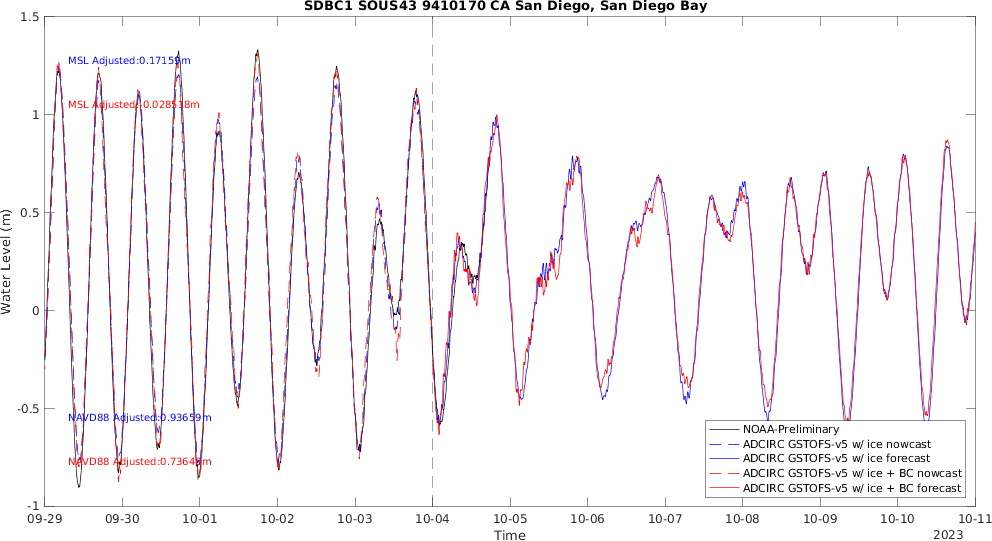 SDBC1 SOUS43 9410170 CA San Diego, San Diego Bay
1.5
MSL Adjusted:0.17159m
MSL Adjusted:-0.028518m
1
0.5
Water Level (m)
0
-0.5
NAVD88 Adjusted:0.93659m
NAVD88 Adjusted:0.73648m
-1
NOAA-Preliminary
ADCIRC GSTOFS-v5 w/ ice nowcast
ADCIRC GSTOFS-v5 w/ ice forecast
ADCIRC GSTOFS-v5 w/ ice + BC nowcast
ADCIRC GSTOFS-v5 w/ ice + BC forecast
09-29 09-30 10-01 10-02 10-03 10-04 10-05 10-06 10-07 10-08 10-09 10-10 10-11
Time
2023